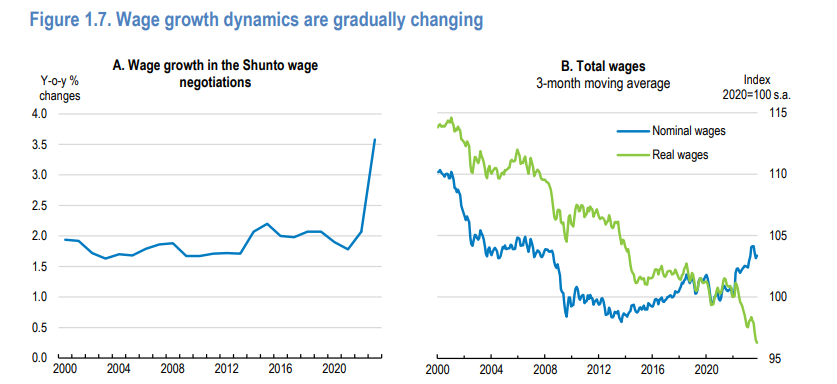 Figure 1.7. Wage growth dynamics are gradually changing
A. Wage growth in the Shunto wage
negotiations
Y-o-y %
changes
4.0
3.5
3.0
2.5
2.0
1.5
1.0
0.5
0.0
2000 2004 2008 2012 2016 2020
B. Total wages
3-month moving average
Index
2020=100 s.a.
Nominal wages
Real wages
115
110
105
100
95
2000 2004 2008 2012 2016 2020